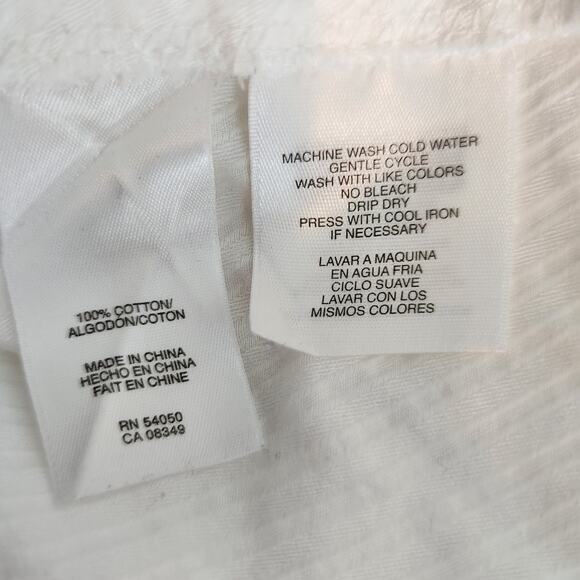 100% COTTON/
ALGODÓN/COTON
MADE IN CHINA
HECHO EN CHINA
FAIT EN CHINE
RN 54050
CA 08349
MACHINE WASH COLD WATER
GENTLE CYCLE
WASH WITH LIKE COLORS
NO BLEACH
DRIP DRY
PRESS WITH COOL IRON
IF NECESSARY
LAVAR A MAQUINA
EN AGUA FRIA
CICLO SUAVE
LAVAR CON LOS
MISMOS COLORES